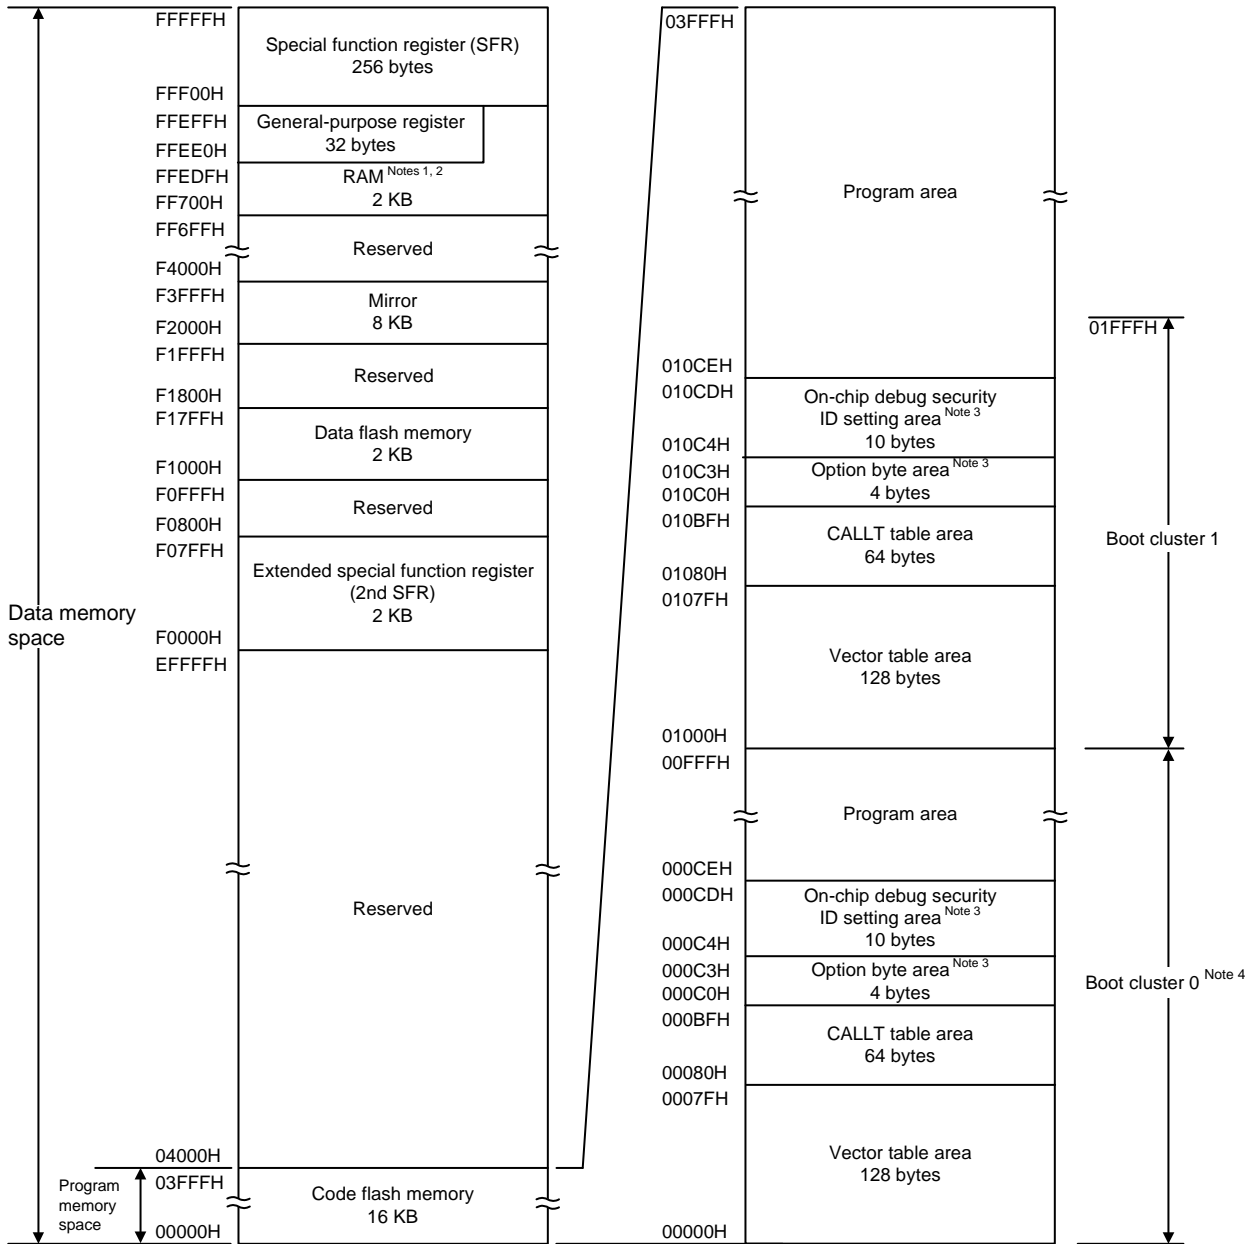 FFFFFH
Special function register (SFR)
256 bytes
FFF00H
FFEFFH
General-purpose register
32 bytes
FFEE0H
FFEDFH
RAM Notes 1, 2
2 KB
FF700H
FF6FFH
Reserved
F4000H
F3FFFH
Mirror
8 KB
F2000H
F1FFFH
Reserved
F1800H
F17FFH
Data flash memory
2 KB
F1000H
F0FFFH
Reserved
F0800H
F07FFH
Extended special function register
(2nd SFR)
2 KB
F0000H
EFFFFH
Data memory
space
Reserved
04000H
03FFFH
Program
memory
space
Code flash memory
16 KB
00000H
03FFFH
Program area
010CEH
010CDH
On-chip debug security
ID setting area Note 3
10 bytes
010C4H
010C3H
Option byte area Note 3
4 bytes
010C0H
010BFH
CALLT table area
64 bytes
01080H
0107FH
Vector table area
128 bytes
01000H
00FFFH
Program area
000CEH
000CDH
On-chip debug security
ID setting area Note 3
10 bytes
000C4H
000C3H
Option byte area Note 3
4 bytes
000C0H
000BFH
CALLT table area
64 bytes
00080H
0007FH
Vector table area
128 bytes
00000H
01FFFH
Boot cluster 1
Boot cluster 0 Note 4